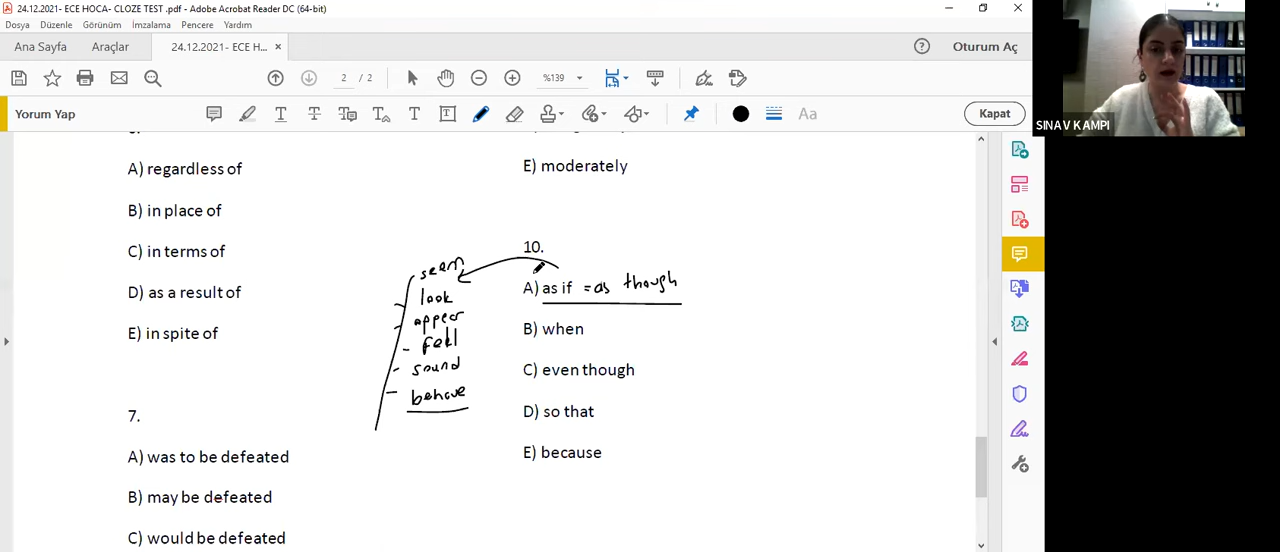 24.12.2021- ECE HOCA- CLOZE TEST .pdf - Adobe Acrobat Reader DC (64-bit)
Dosya Düzenle Görünüm İmzalama Pencere Yardım
Ana Sayfa Araçlar 24.12.2021- ECE H... × Oturum Aç
2 / 2 %139
Yorum Yap Aa Kapat
SINAV KAMPI
A) regardless of
B) in place of
C) in terms of
D) as a result of
E) in spite of
7.
A) was to be defeated
B) may be defeated
C) would be defeated
seem
look
appear
feel
sound
behave
E) moderately
10.
A) as if = as though
B) when
C) even though
D) so that
E) because